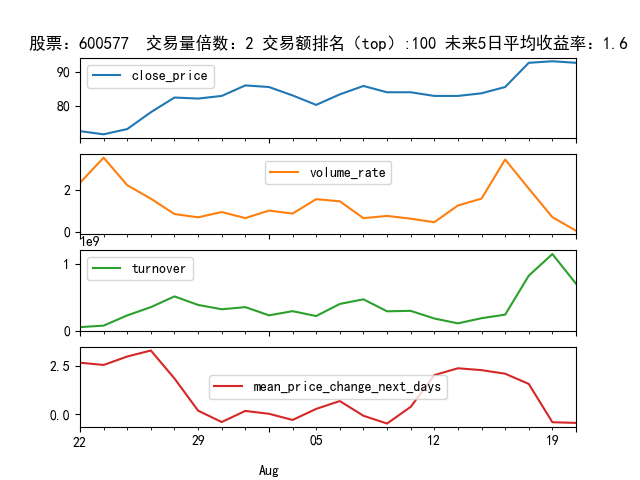 股票：600577  交易量倍数：2 交易额排名（top）:100 未来5日平均收益率：1.6
90
80
close_price
2
0
volume_rate
1e9
1
0
turnover
2.5
0.0
mean_price_change_next_days
22 29 05 12 19
Aug